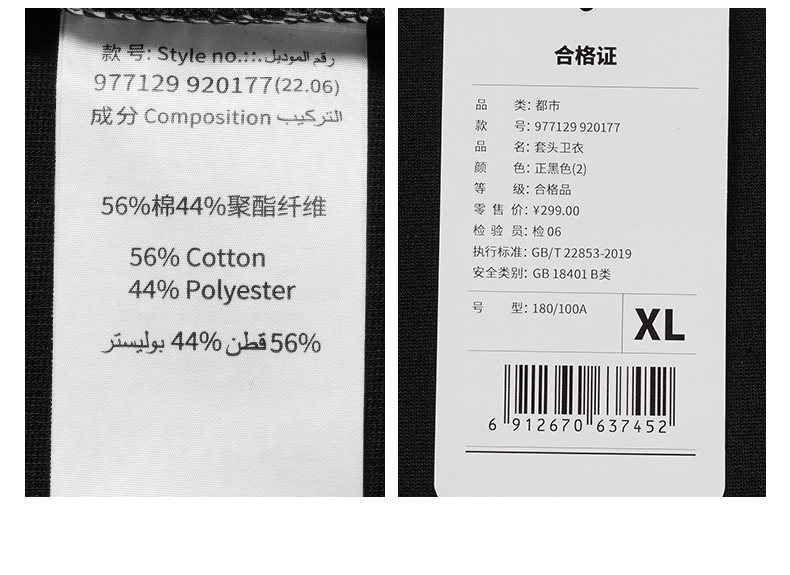 款 号: Style no.:.: رقم الموديل
977129 920177(22.06)
成分 Composition التركيب
56%棉44%聚酯纤维
56% Cotton
44% Polyester
56% قطن 44% بوليستر
合格证
品 类: 都市
款 号: 977129 920177
品 名: 套头卫衣
颜 色: 正黑色(2)
等 级: 合格品
零 售 价: ¥299.00
检 验 员: 检 06
执行标准: GB/T 22853-2019
安全类别: GB 18401 B类
号 型: 180/100A
XL
6 912670 637452